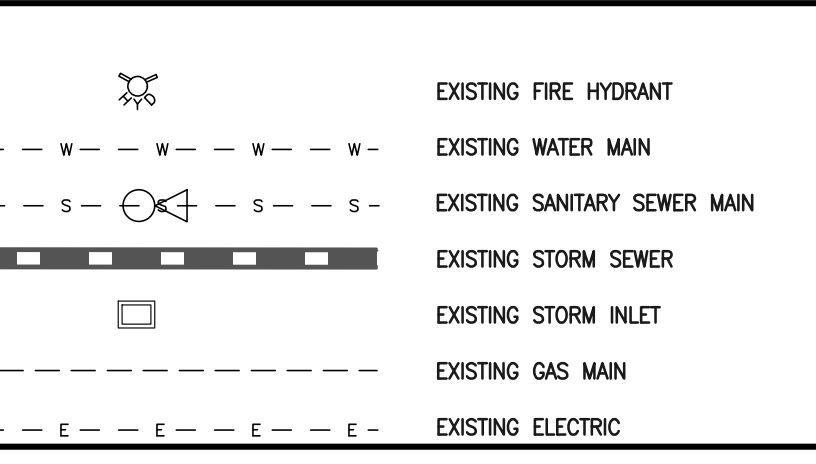 HYD EXISTING FIRE HYDRANT
W W W W EXISTING WATER MAIN
S S S S EXISTING SANITARY SEWER MAIN
EXISTING STORM SEWER
EXISTING STORM INLET
EXISTING GAS MAIN
E E E E EXISTING ELECTRIC